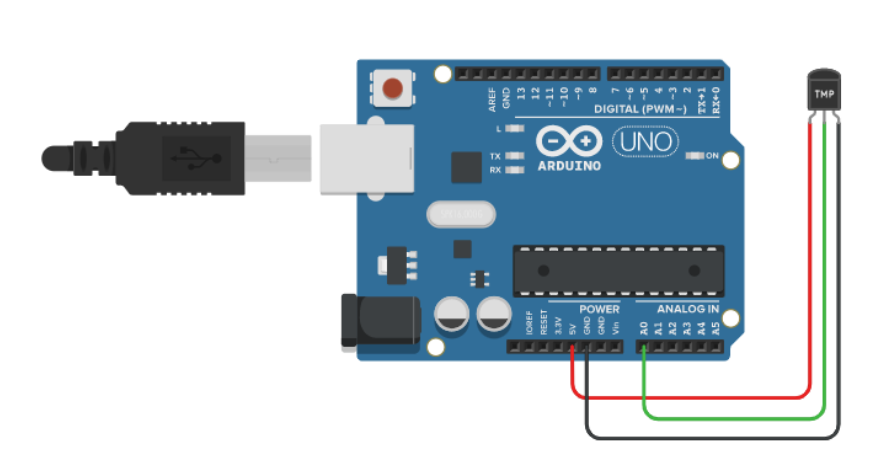 AREF
GND
13
12
~11
~10
~9
8
7
~6
~5
4
~3
2
TX→1
RX←0
DIGITAL (PWM~)
TMP
L
TX
RX
ARDUINO
UNO
ON
POWER
ANALOG IN
IOREF
RESET
3.3V
5V
GND
GND
Vin
A0
A1
A2
A3
A4
A5